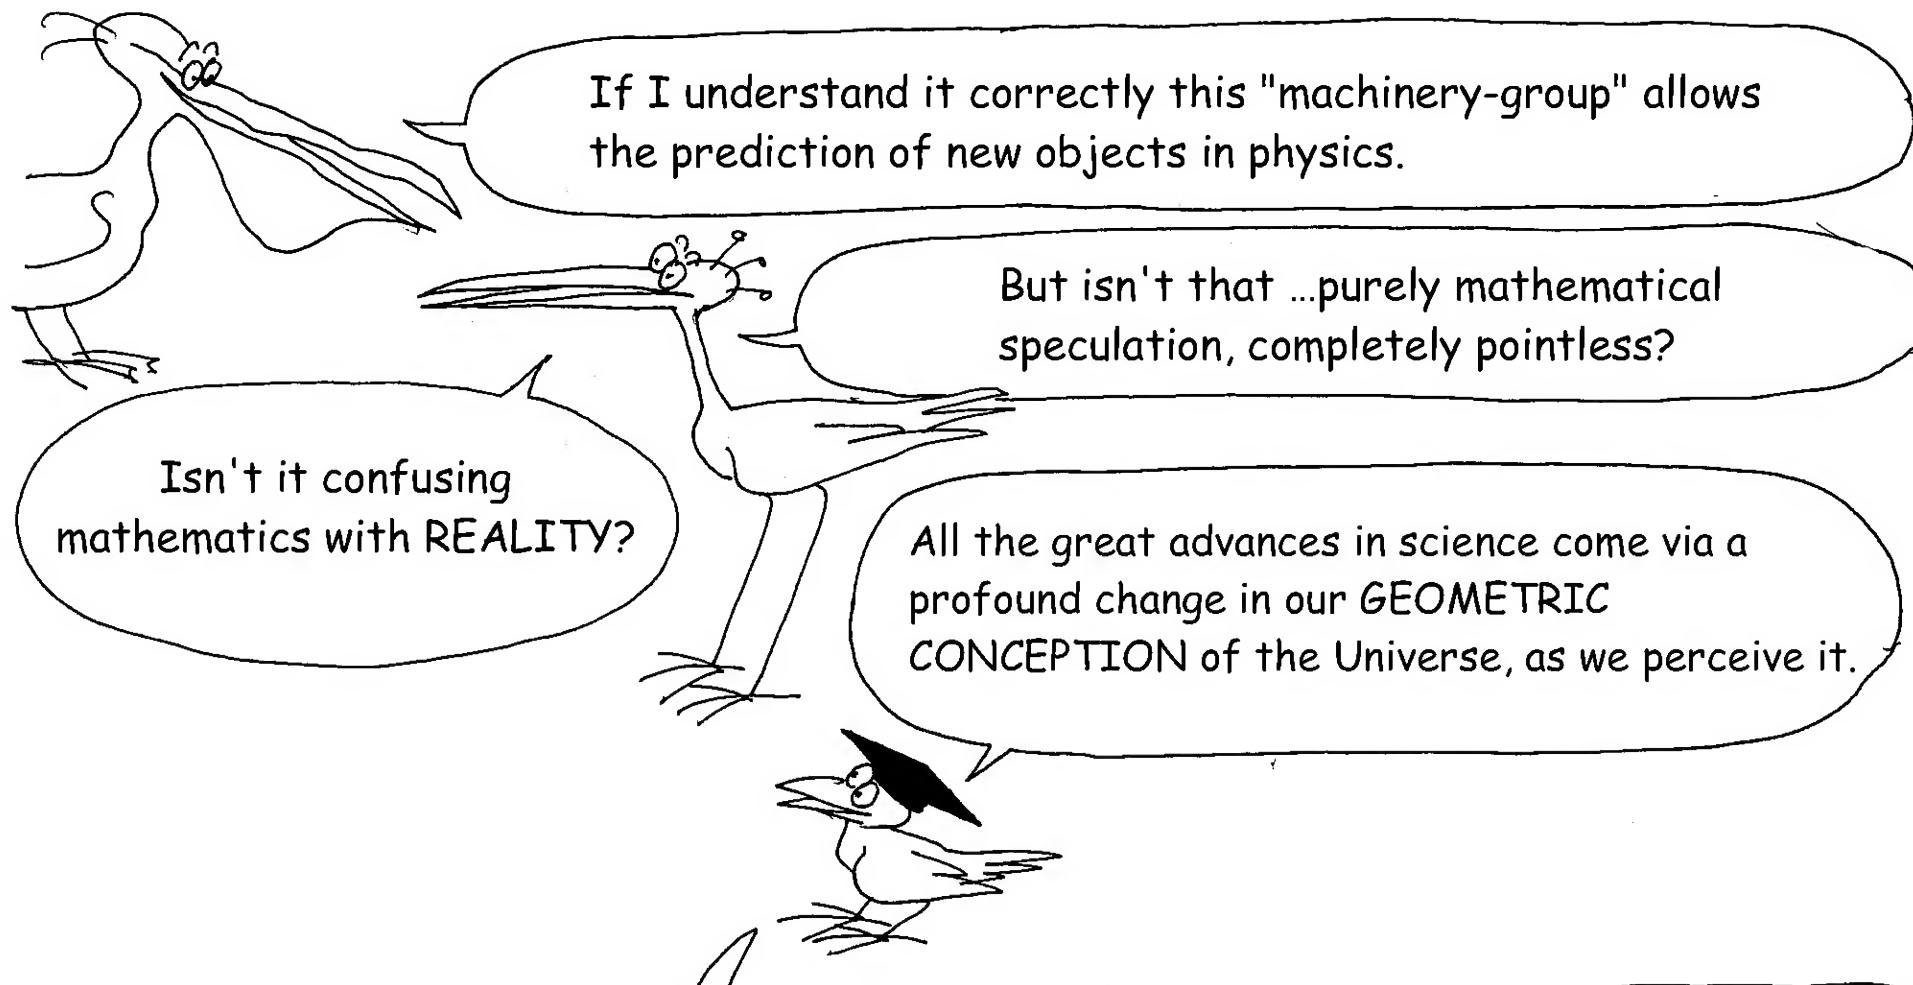 If I understand it correctly this "machinery-group" allows
the prediction of new objects in physics.
But isn't that ...purely mathematical
speculation, completely pointless?
Isn't it confusing
mathematics with REALITY?
All the great advances in science come via a
profound change in our GEOMETRIC
CONCEPTION of the Universe, as we perceive it.